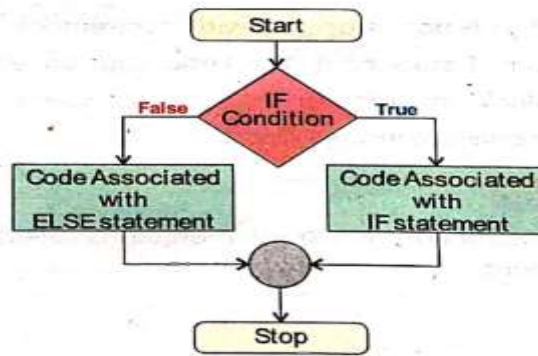 Start
IF
Condition
False
True
Code Associated
with
ELSE statement
Code Associated
with
IF statement
Stop